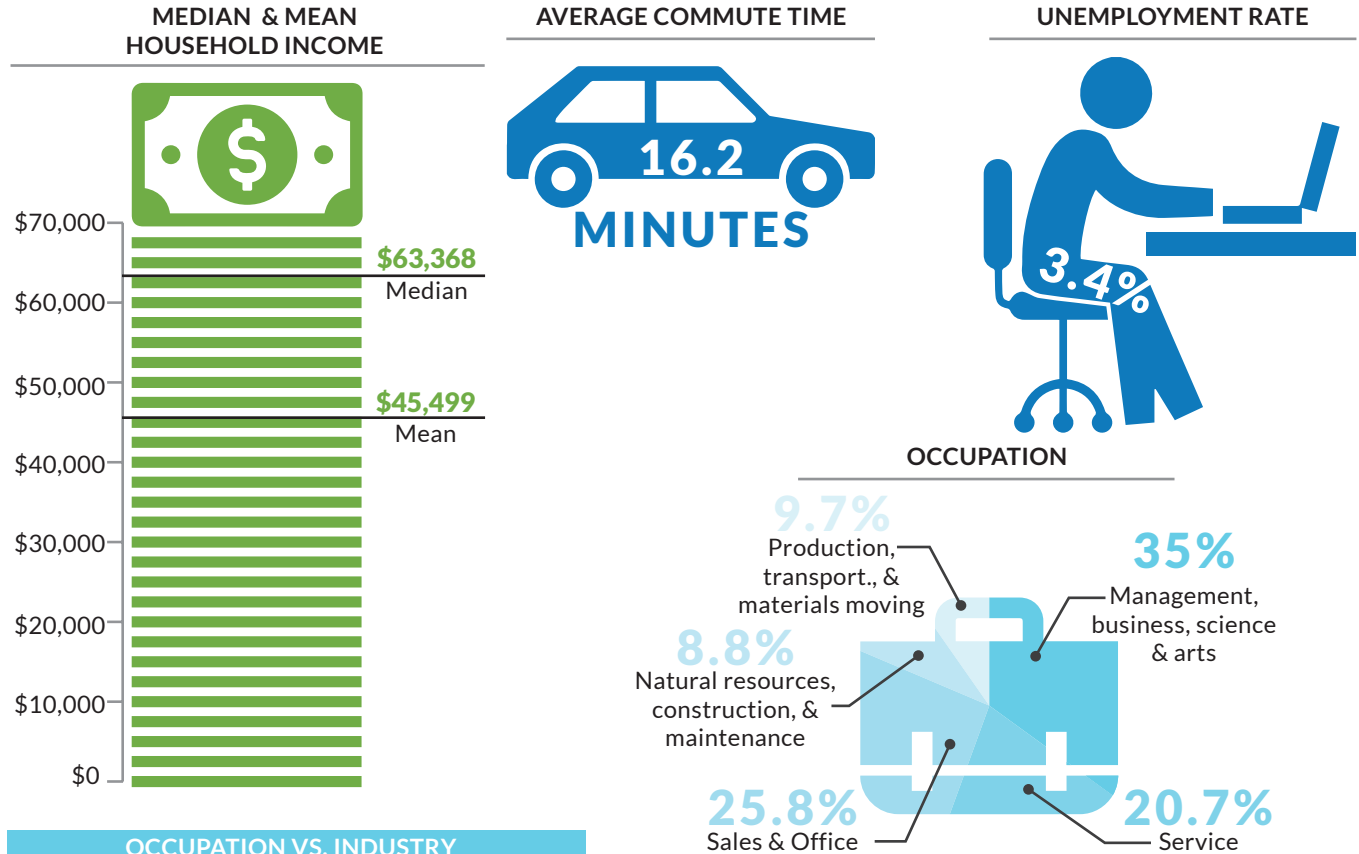 MEDIAN & MEAN
HOUSEHOLD INCOME
$
$70,000
$60,000
$50,000
$40,000
$30,000
$20,000
$10,000
$0
$63,368
Median
$45,499
Mean
AVERAGE COMMUTE TIME
16.2
MINUTES
UNEMPLOYMENT RATE
3.4%
OCCUPATION
9.7%
Production,
transport., &
materials moving
35%
Management,
business, science
& arts
8.8%
Natural resources,
construction, &
maintenance
25.8%
Sales & Office
20.7%
Service
OCCUPATION VS. INDUSTRY